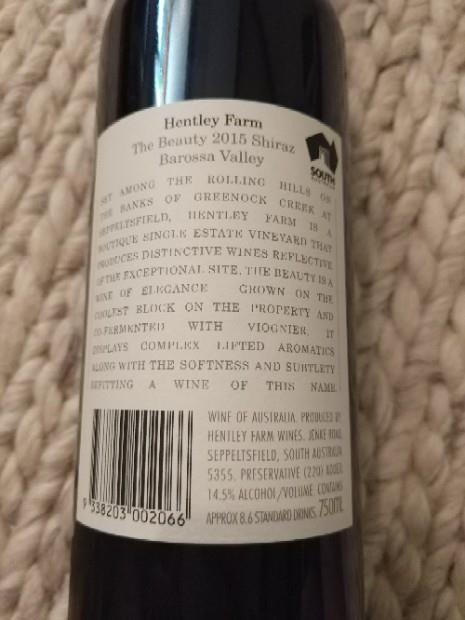 Hentley Farm
The Beauty 2015 Shiraz
Barossa Valley
SOUTH
SET AMONG THE ROLLING HILLS ON
THE BANKS OF GREENOCK CREEK AT
SEPPELTSFIELD, HENTLEY FARM IS A
BOUTIQUE SINGLE ESTATE VINEYARD THAT
PRODUCES DISTINCTIVE WINES REFLECTIVE
OF THE EXCEPTIONAL SITE. THE BEAUTY IS A
WINE OF ELEGANCE GROWN ON THE
COOLEST BLOCK ON THE PROPERTY AND
CO-FERMENTED WITH VIOGNIER, IT
DISPLAYS COMPLEX LIFTED AROMATICS
ALONG WITH THE SOFTNESS AND SUBTLETY
BEFITTING A WINE OF THIS NAME.
WINE OF AUSTRALIA. PRODUCED BY
HENTLEY FARM WINES. JENKE ROAD,
SEPPELTSFIELD, SOUTH AUSTRALIA
5355. PRESERVATIVE (220) ADDED
14.5% ALCOHOL/VOLUME. CONTAINS
APPROX 8.6 STANDARD DRINKS. 750ML
9 338203 002066